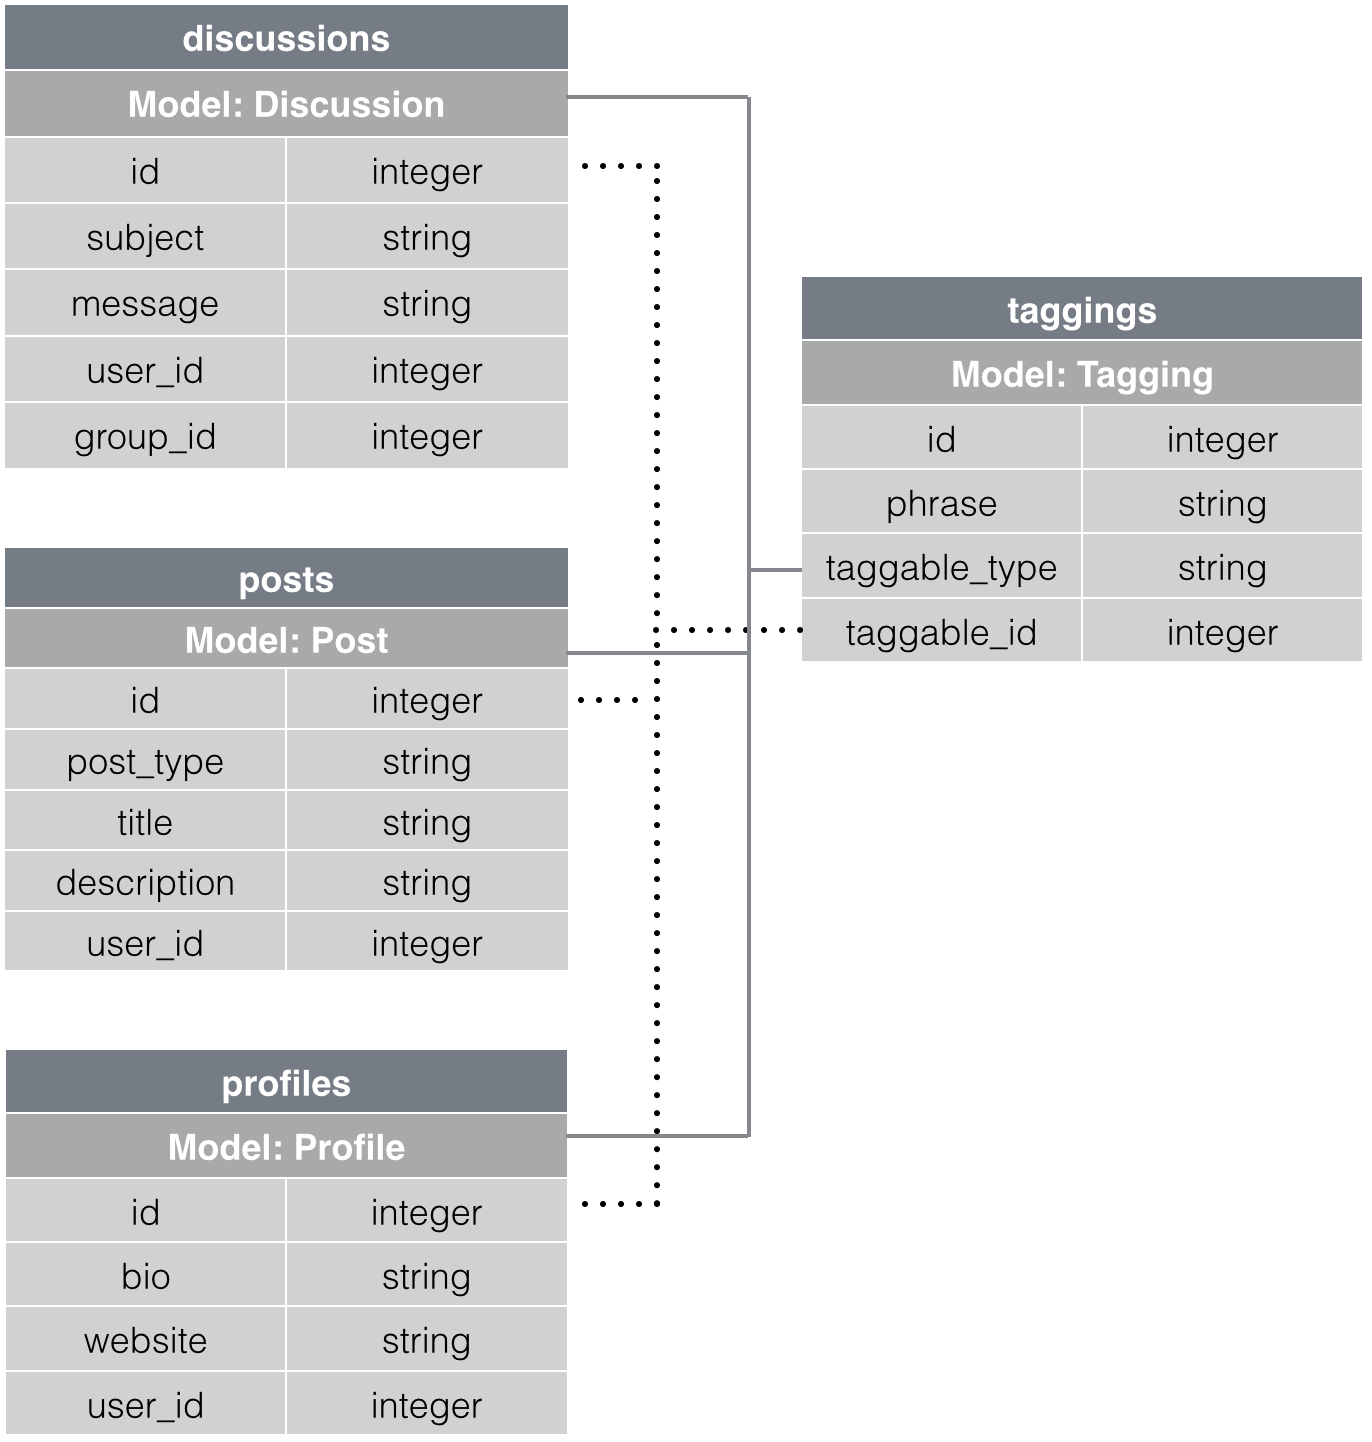 discussions
Model: Discussion
id integer
subject string
message string
user_id integer
group_id integer
posts
Model: Post
id integer
post_type string
title string
description string
user_id integer
profiles
Model: Profile
id integer
bio string
website string
user_id integer
taggings
Model: Tagging
id integer
phrase string
taggable_type string
taggable_id integer